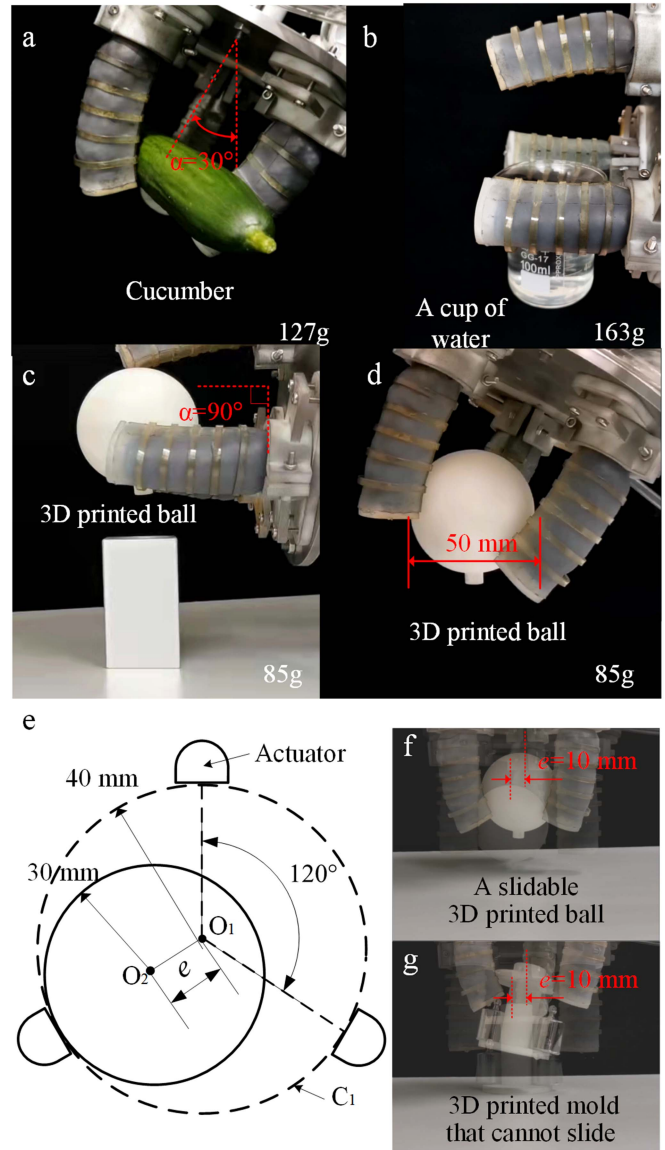 a
α=30°
Cucumber
127g
b
GG-17
100ml
A cup of
water
163g
c
α=90°
3D printed ball
85g
d
50 mm
3D printed ball
85g
e
Actuator
40 mm
120°
30 mm
O1
O2
e
C1
f
e=10 mm
A slidable
3D printed ball
g
e=10 mm
3D printed mold
that cannot slide